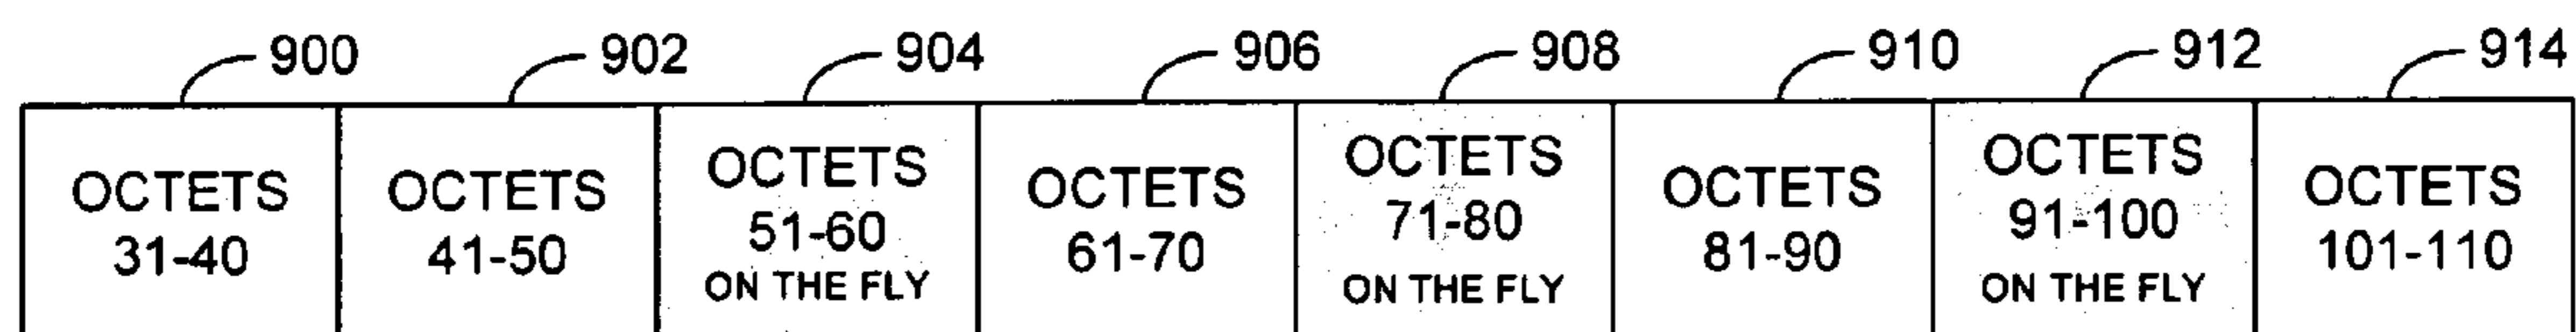 900 902 904 906 908 910 912 914
OCTETS
31-40
OCTETS
41-50
OCTETS
51-60
ON THE FLY
OCTETS
61-70
OCTETS
71-80
ON THE FLY
OCTETS
81-90
OCTETS
91-100
ON THE FLY
OCTETS
101-110